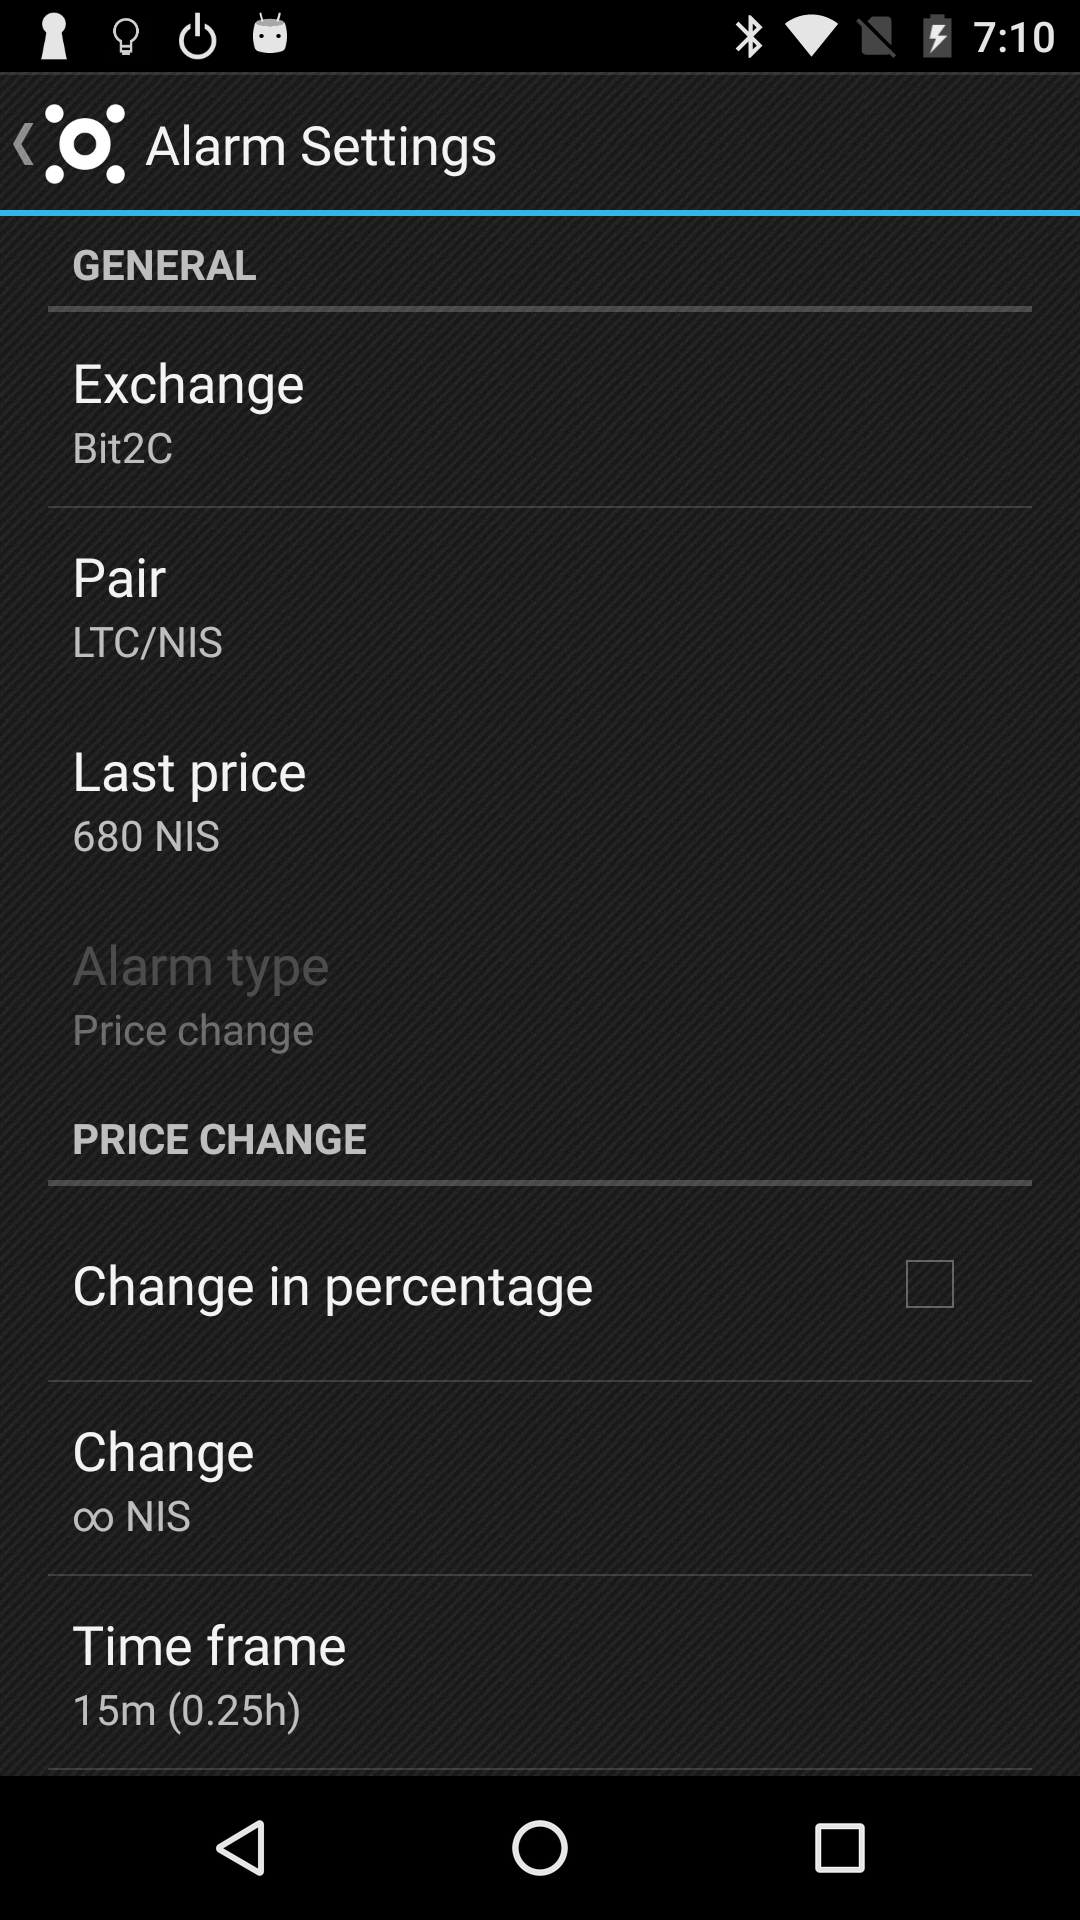 7:10
Alarm Settings
GENERAL
Exchange
Bit2C
Pair
LTC/NIS
Last price
680 NIS
Alarm type
Price change
PRICE CHANGE
Change in percentage
Change
∞ NIS
Time frame
15m (0.25h)